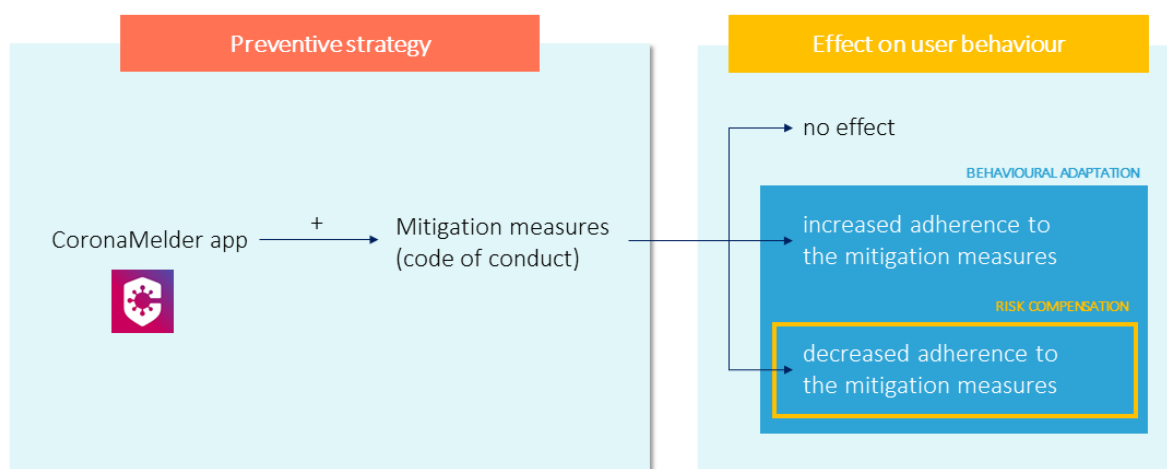 Preventive strategy
Effect on user behaviour
CoronaMelder app
+
Mitigation measures
(code of conduct)
no effect
BEHAVIOURAL ADAPTATION
increased adherence to
the mitigation measures
RISK COMPENSATION
decreased adherence to
the mitigation measures